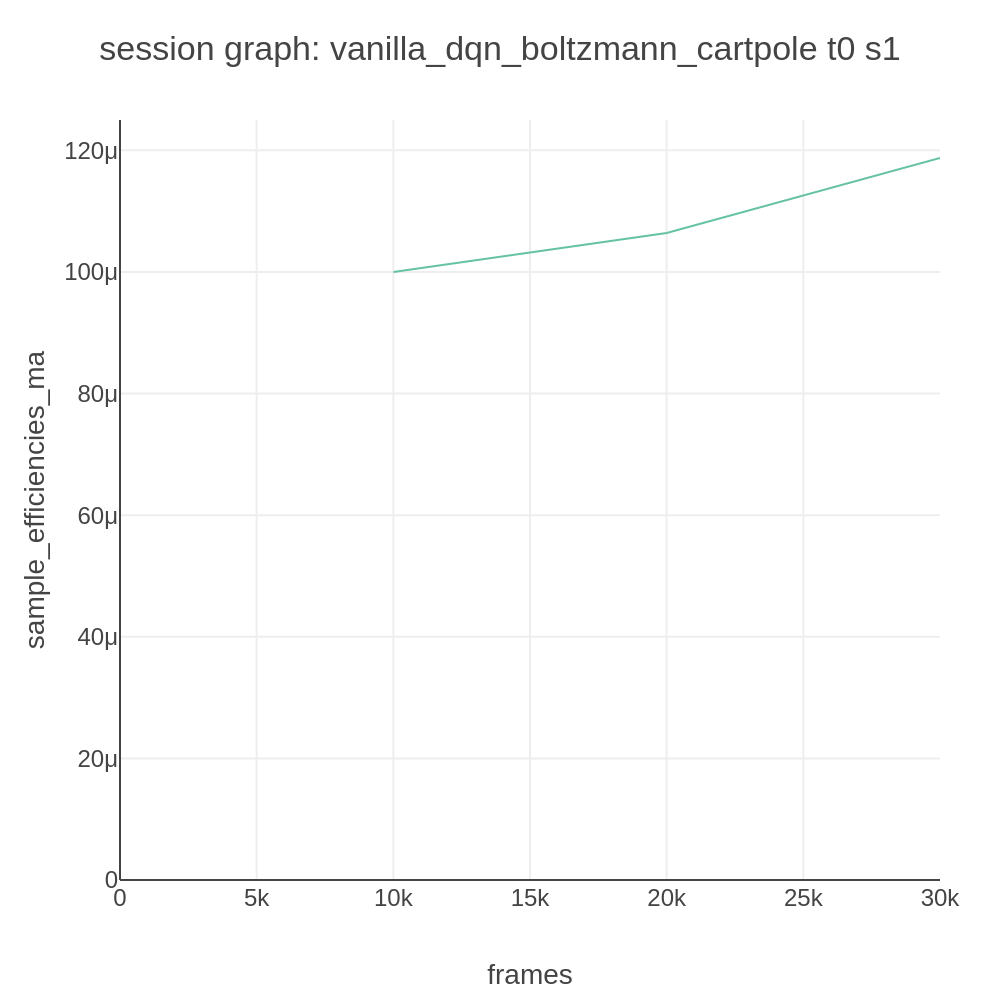 session graph: vanilla_dqn_boltzmann_cartpole t0 s1
sample_efficiencies_ma
120μ
100μ
80μ
60μ
40μ
20μ
0
0 5k 10k 15k 20k 25k 30k
frames